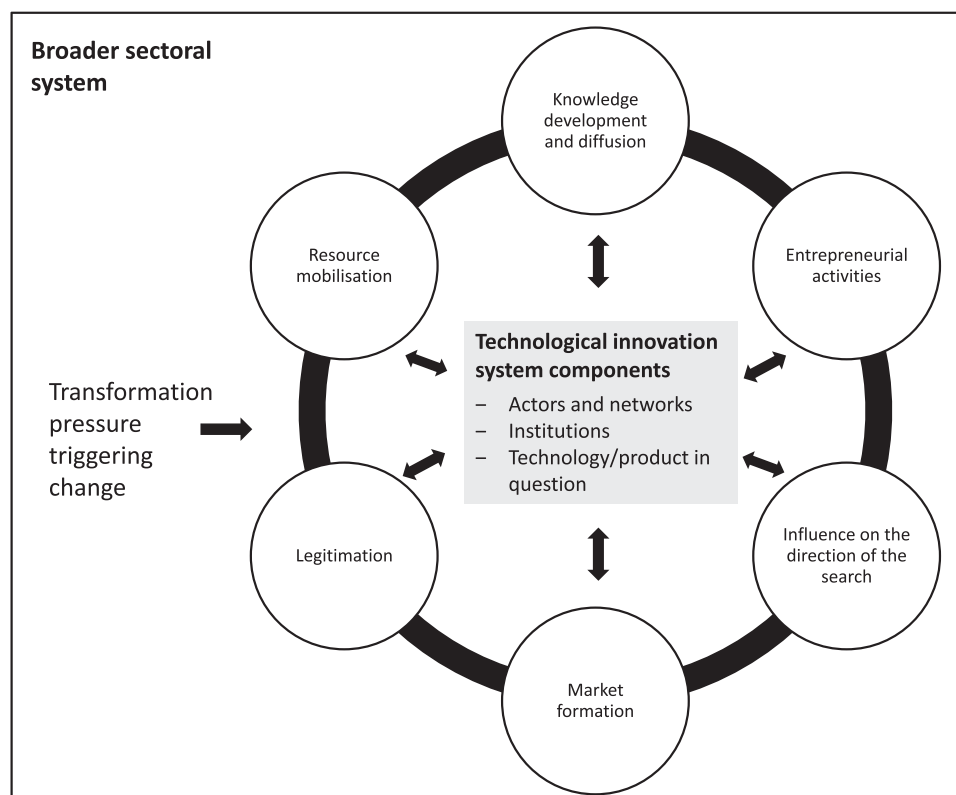 Broader sectoral
system
Knowledge
development
and diffusion
Resource
mobilisation
Entrepreneurial
activities
Technological innovation
system components
– Actors and networks
– Institutions
– Technology/product in
question
Transformation
pressure
triggering
change
Legitimation
Influence on the
direction of the
search
Market
formation